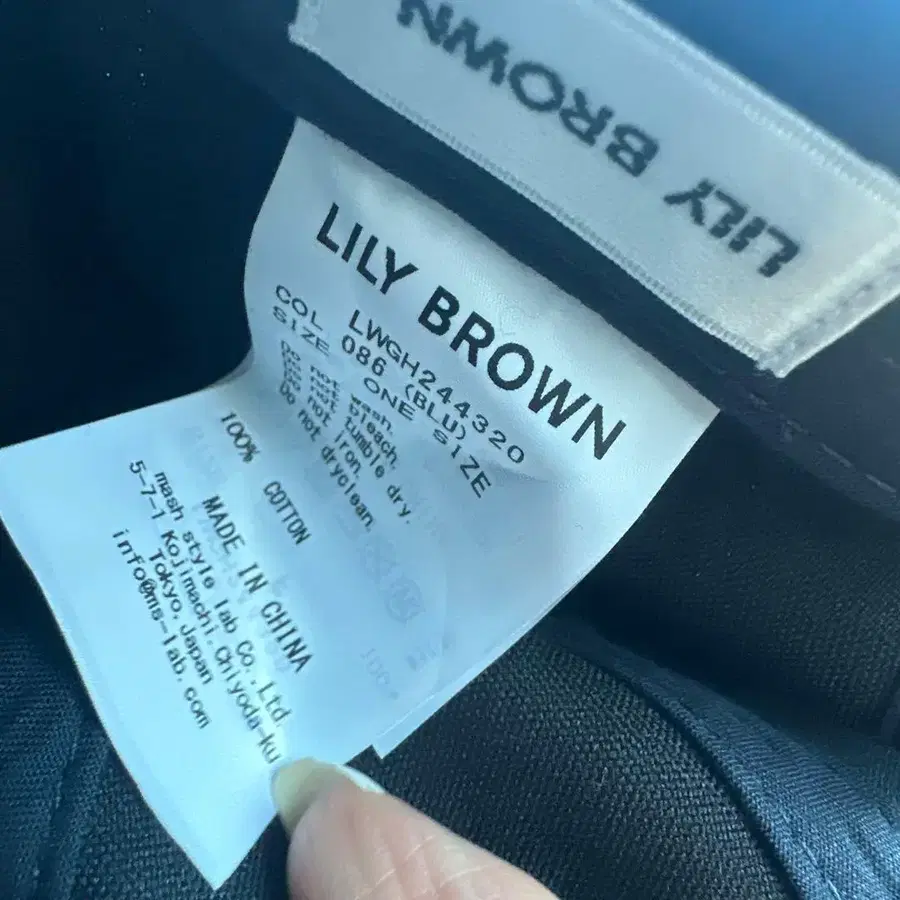 LILY BROWN
LILY BROWN
LWGH244320
COL 086 (BLU)
SIZE ONE SIZE
Do not wash.
Do not bleach.
Do not tumble dry.
Do not iron.
Do not dryclean.
100% COTTON
MADE IN CHINA
mash style lab Co.,Ltd.
5-7-1 Kojimachi,Chiyoda-ku
Tokyo,Japan
info@ms-lab.com